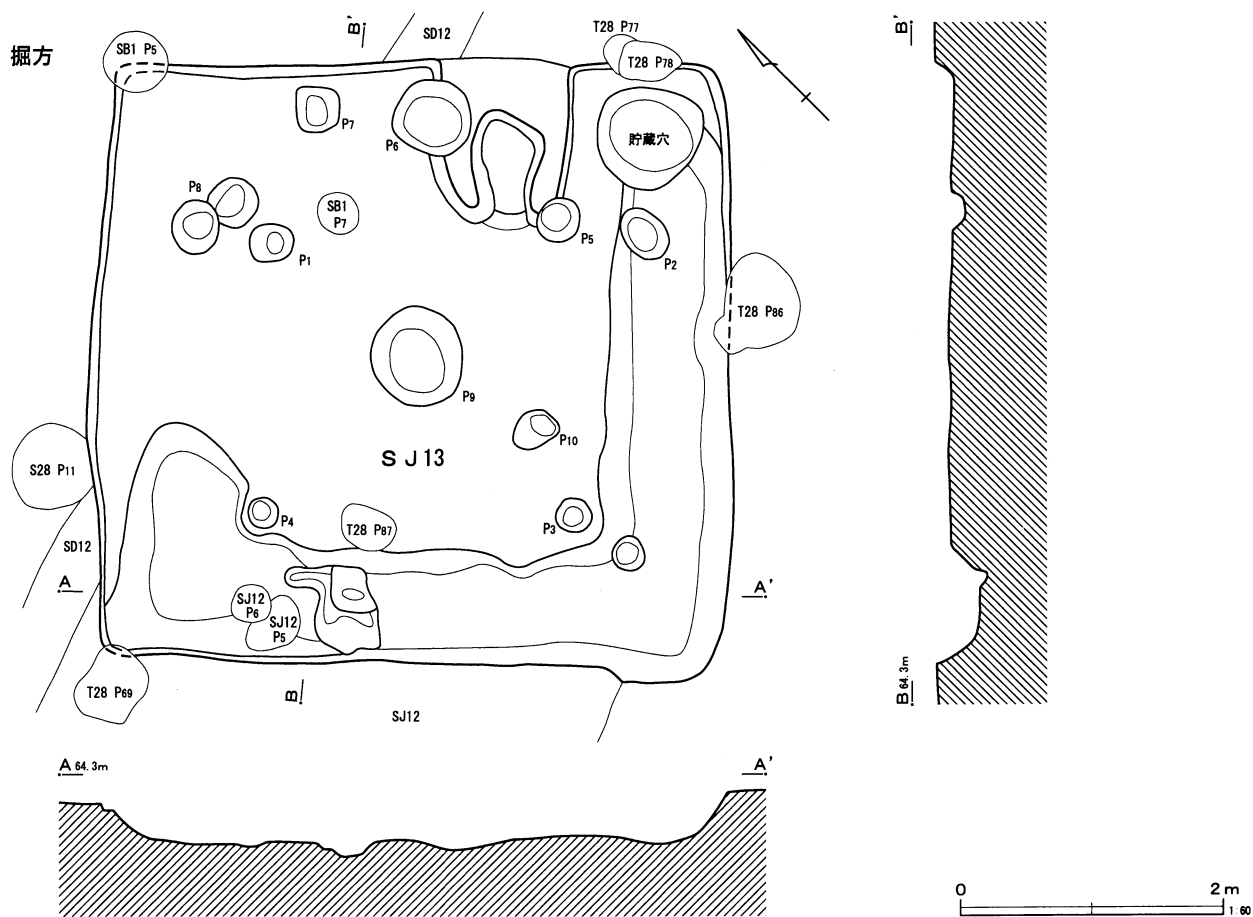 掘方
SB1 P5
B'
SD12
T28 P77
T28 P78
B'
P7
P6
貯蔵穴
P8
SB1
P7
P1
P5
P2
T28 P86
P9
P10
SJ13
S28 P11
P4
T28 P87
P3
SD12
A
A'
SJ12
P6
SJ12
P5
T28 P69
B
SJ12
B 64.3m
A 64.3m
A'
0
2m
1:60